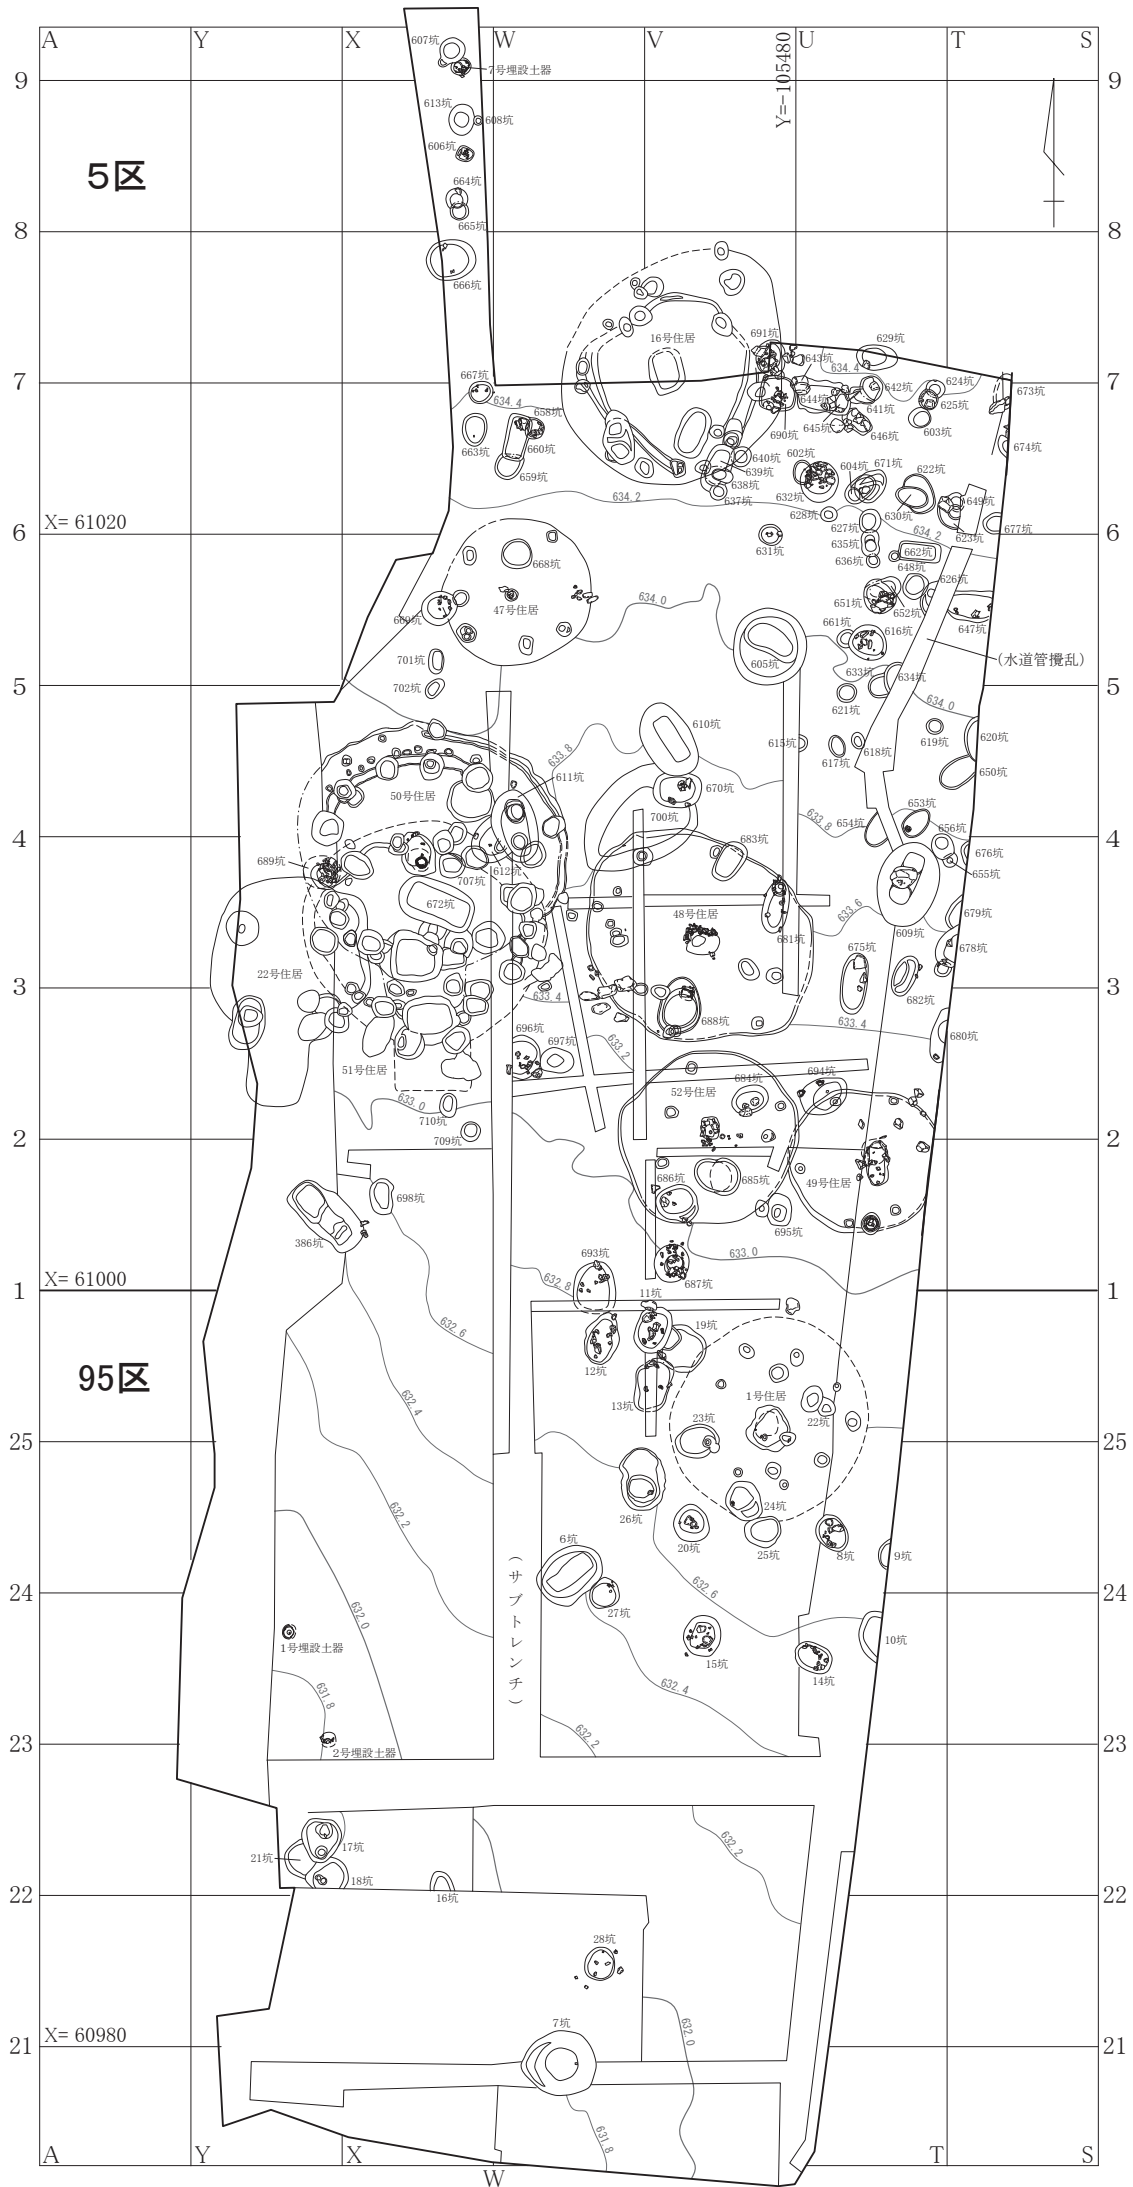 A
Y
X
W
V
U
T
S
Y=-105480
607坑
7号埋設土器
9
9
613坑
608坑
606坑
5区
664坑
665坑
8
8
666坑
16号住居
691坑
643坑
629坑
634.4
7
7
667坑
634.4
658坑
660坑
663坑
659坑
644坑
645坑
690坑
642坑
641坑
646坑
624坑
625坑
603坑
673坑
674坑
640坑
639坑
638坑
637坑
602坑
632坑
604坑
671坑
622坑
630坑
649坑
623坑
677坑
634.2
628坑
627坑
634.2
X= 61020
6
6
631坑
635坑
636坑
662坑
648坑
668坑
47号住居
669坑
634.0
651坑
652坑
626坑
647坑
661坑
616坑
605坑
633坑
634坑
(水道管攪乱)
701坑
702坑
5
5
621坑
634.0
610坑
615坑
617坑
618坑
619坑
620坑
633.8
611坑
50号住居
670坑
650坑
700坑
633.8
654坑
653坑
656坑
4
4
683坑
676坑
655坑
689坑
612坑
707坑
672坑
633.6
609坑
679坑
48号住居
681坑
675坑
678坑
22号住居
3
3
633.4
682坑
688坑
633.4
680坑
696坑
697坑
633.2
51号住居
52号住居
684坑
694坑
633.0
710坑
709坑
2
2
686坑
685坑
49号住居
698坑
695坑
386坑
693坑
687坑
633.0
X= 61000
1
1
632.8
11坑
19坑
12坑
632.6
95区
13坑
1号住居
632.4
23坑
22坑
25
25
26坑
24坑
20坑
25坑
8坑
9坑
632.2
6坑
(サブトレンチ)
24
24
27坑
632.6
632.0
1号埋設土器
15坑
10坑
14坑
631.8
632.4
632.2
23
23
2号埋設土器
17坑
21坑
18坑
632.2
22
22
16坑
28坑
7坑
632.0
X= 60980
21
21
631.8
A
Y
X
W
T
S